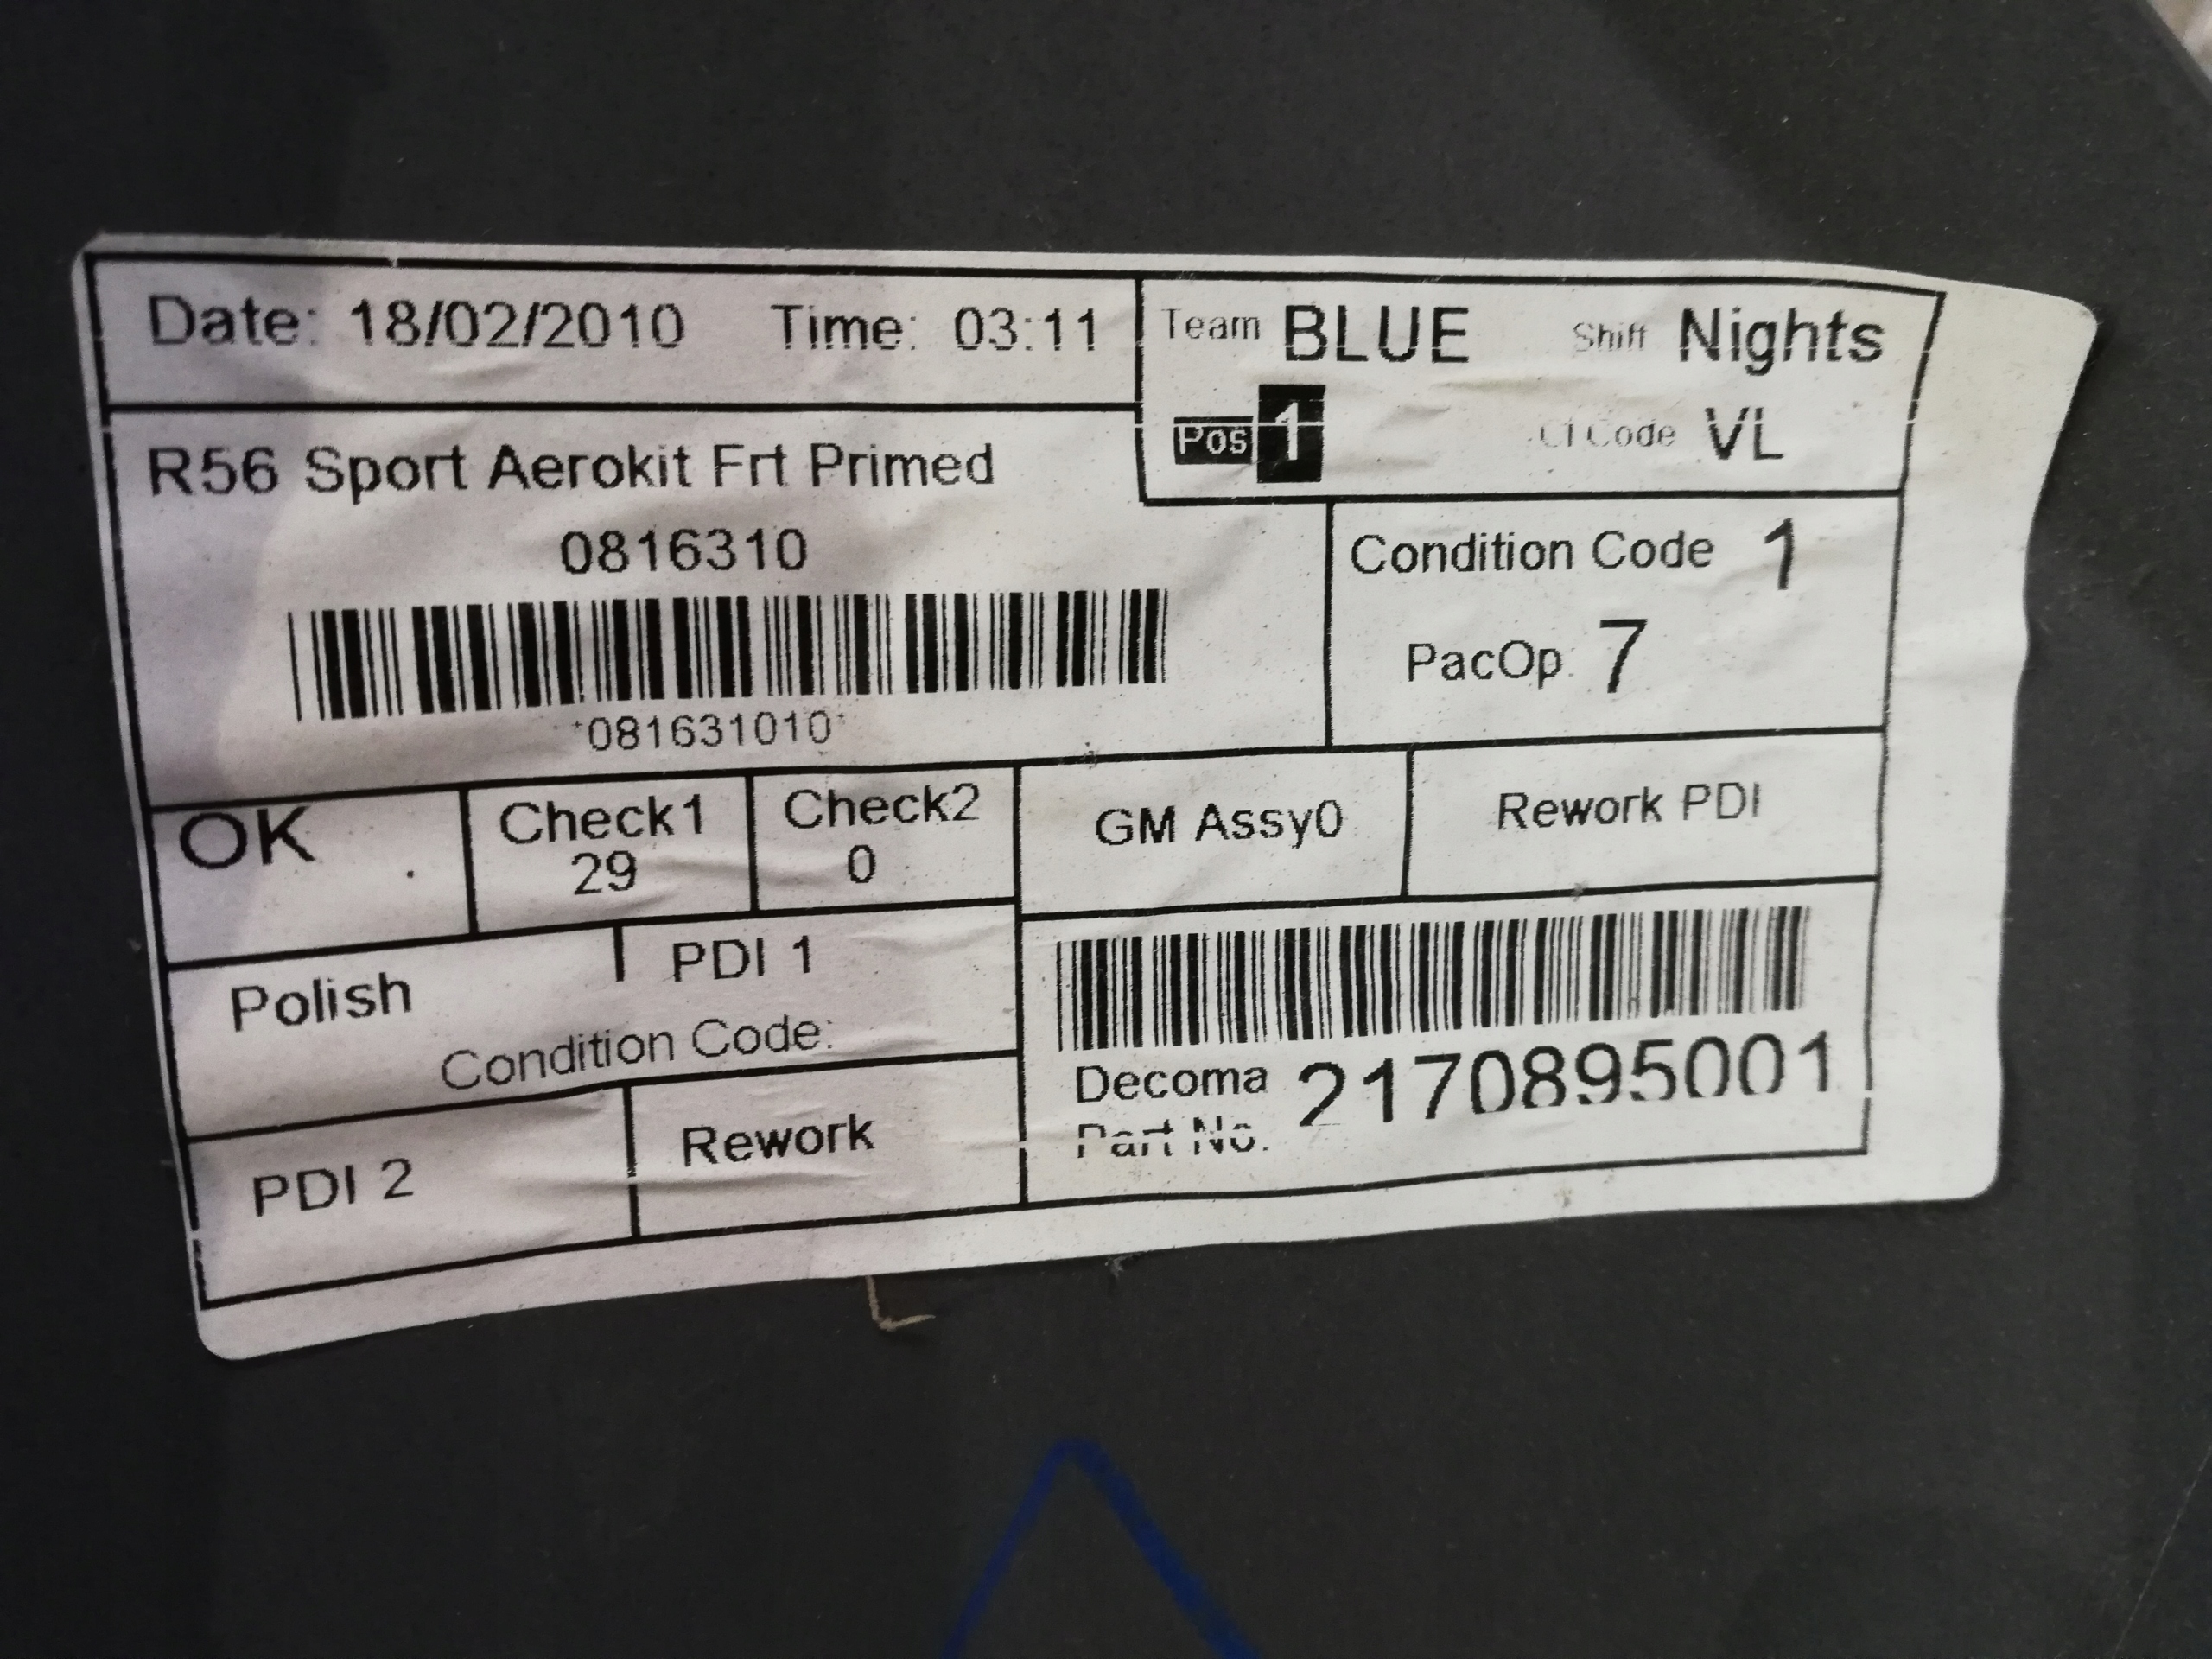 Date: 18/02/2010 Time: 03:11
Team BLUE Shift Nights
Pos 1 Code VL
R56 Sport Aerokit Frt Primed
0816310
*081631010*
Condition Code 1
PacOp 7
OK
Check1
29
Check2
0
GM Assy0
Rework PDI
Polish
PDI 1
Condition Code:
PDI 2
Rework
Decoma 2170895001
Part No.